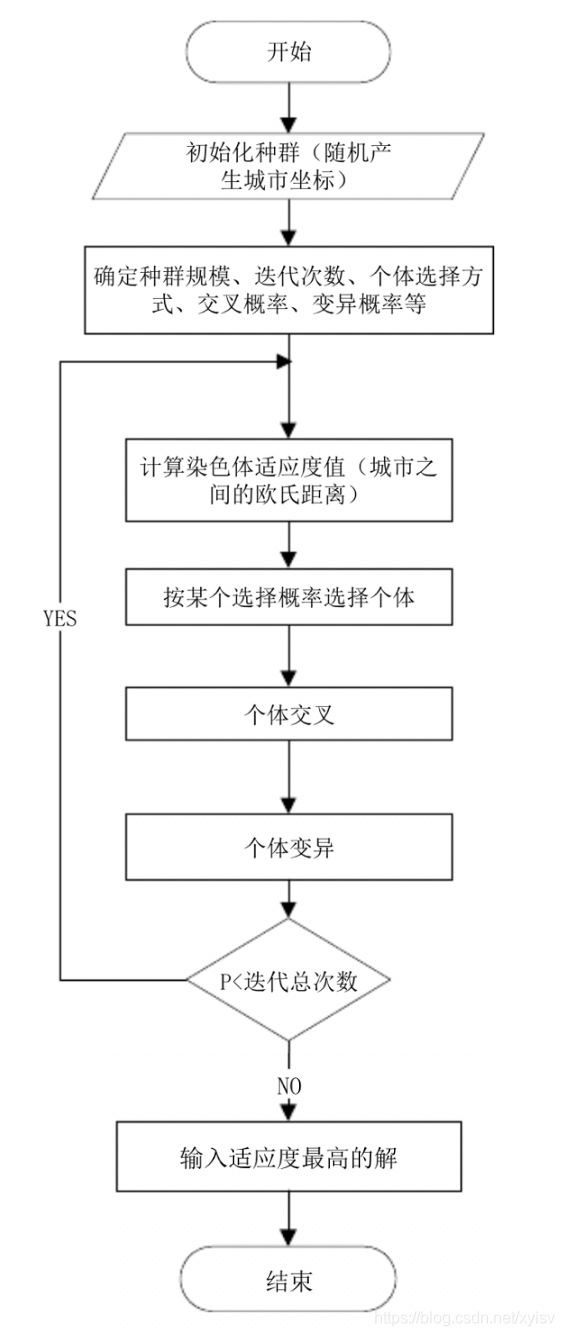 开始
初始化种群（随机产
生城市坐标）
确定种群规模、迭代次数、个体选择方
式、交叉概率、变异概率等
计算染色体适应度值（城市之
间的欧氏距离）
按某个选择概率选择个体
YES
个体交叉
个体变异
P<迭代总次数
NO
输入适应度最高的解
结束
https://blog.csdn.net/xyisv